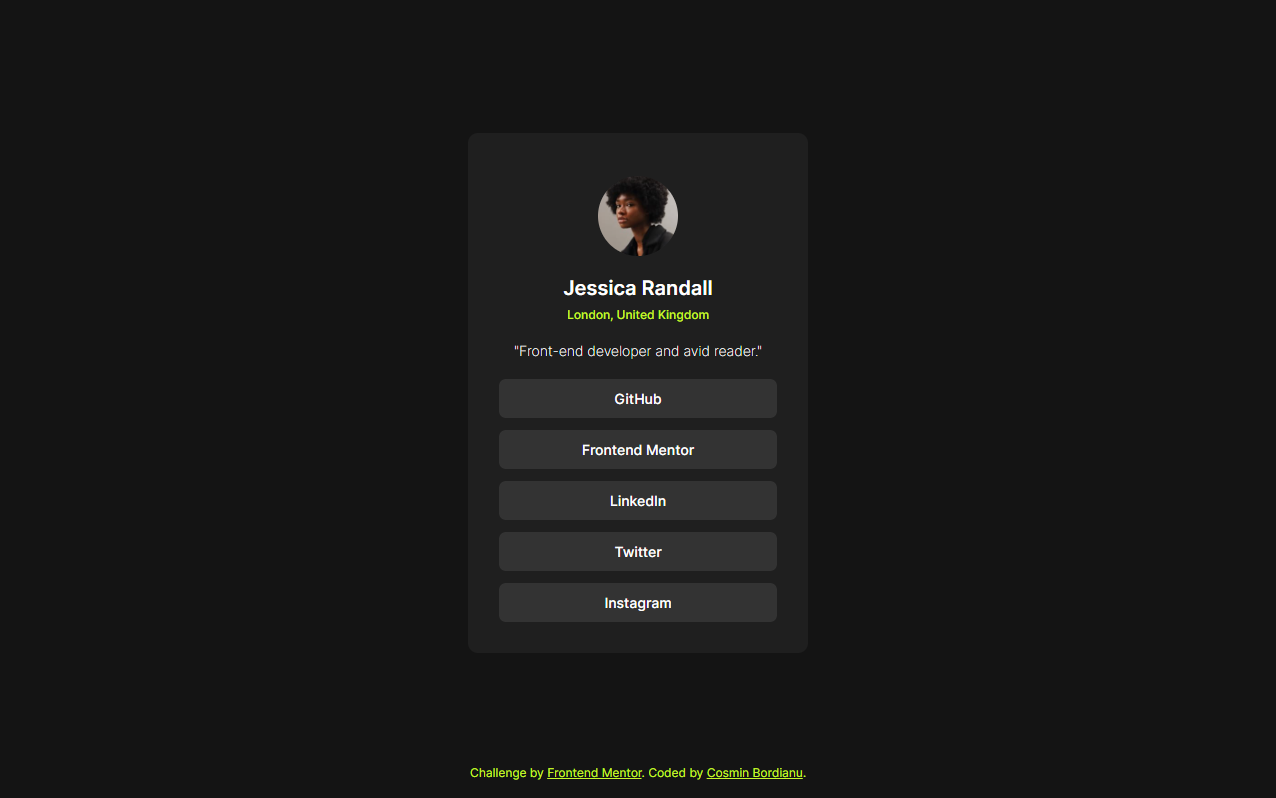 Jessica Randall
London, United Kingdom
"Front-end developer and avid reader."
GitHub
Frontend Mentor
LinkedIn
Twitter
Instagram
Challenge by Frontend Mentor. Coded by Cosmin Bordianu.